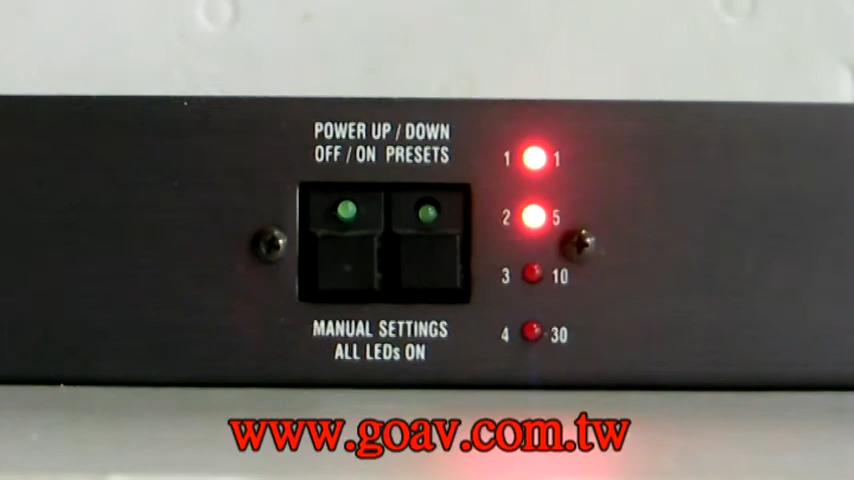 POWER UP / DOWN
OFF / ON PRESETS
1 1
2 5
3 10
4 30
MANUAL SETTINGS
ALL LEDs ON
www.goav.com.tw